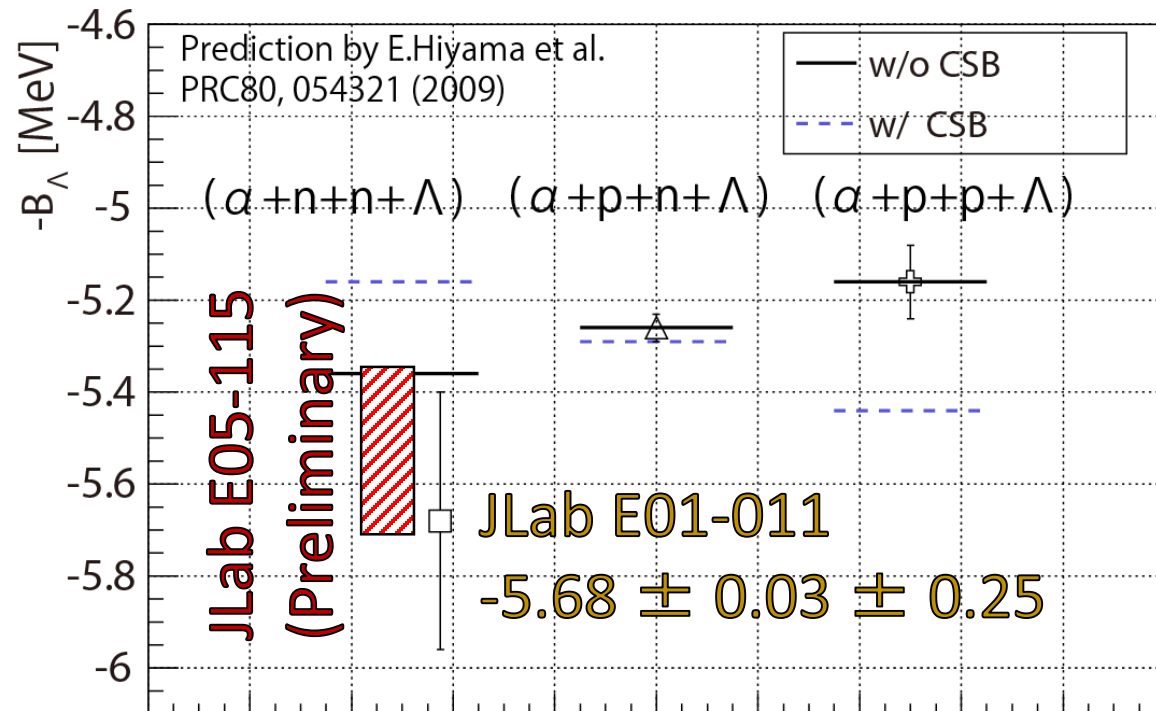 Prediction by E.Hiyama et al.
PRC80, 054321 (2009)
w/o CSB
w/ CSB
(α+n+n+Λ)
(α+p+n+Λ)
(α+p+p+Λ)
-B_Λ [MeV]
-4.6
-4.8
-5
-5.2
-5.4
-5.6
-5.8
-6
JLab E05-115
(Preliminary)
JLab E01-011
-5.68 ± 0.03 ± 0.25